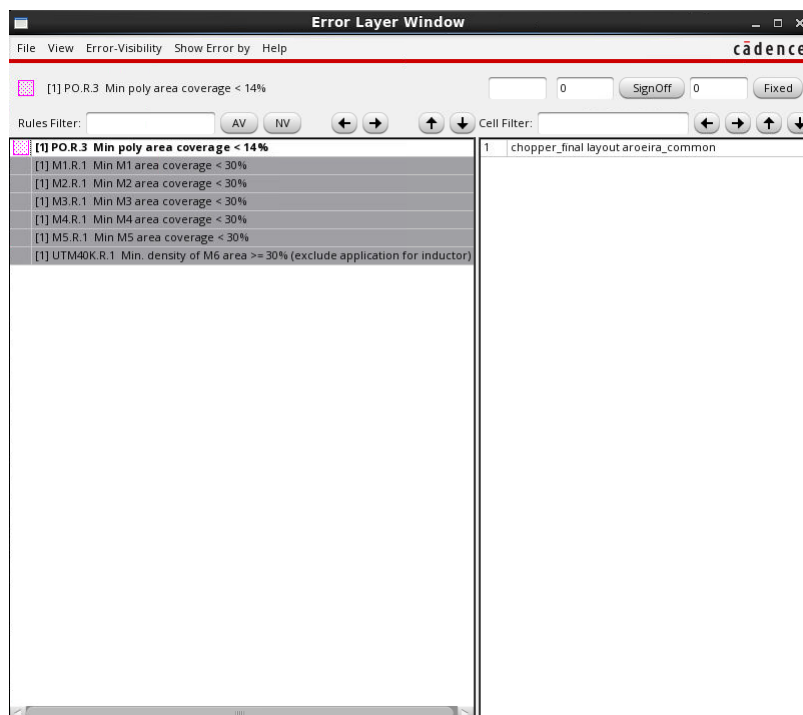 Error Layer Window
File View Error-Visibility Show Error by Help
cādence
[1] PO.R.3 Min poly area coverage < 14%
0 SignOff 0 Fixed
Rules Filter: AV NV Cell Filter:
[1] PO.R.3 Min poly area coverage < 14%
[1] M1.R.1 Min M1 area coverage < 30%
[1] M2.R.1 Min M2 area coverage < 30%
[1] M3.R.1 Min M3 area coverage < 30%
[1] M4.R.1 Min M4 area coverage < 30%
[1] M5.R.1 Min M5 area coverage < 30%
[1] UTM40K.R.1 Min. density of M6 area >= 30% (exclude application for inductor)
1 chopper_final layout aroeira_common